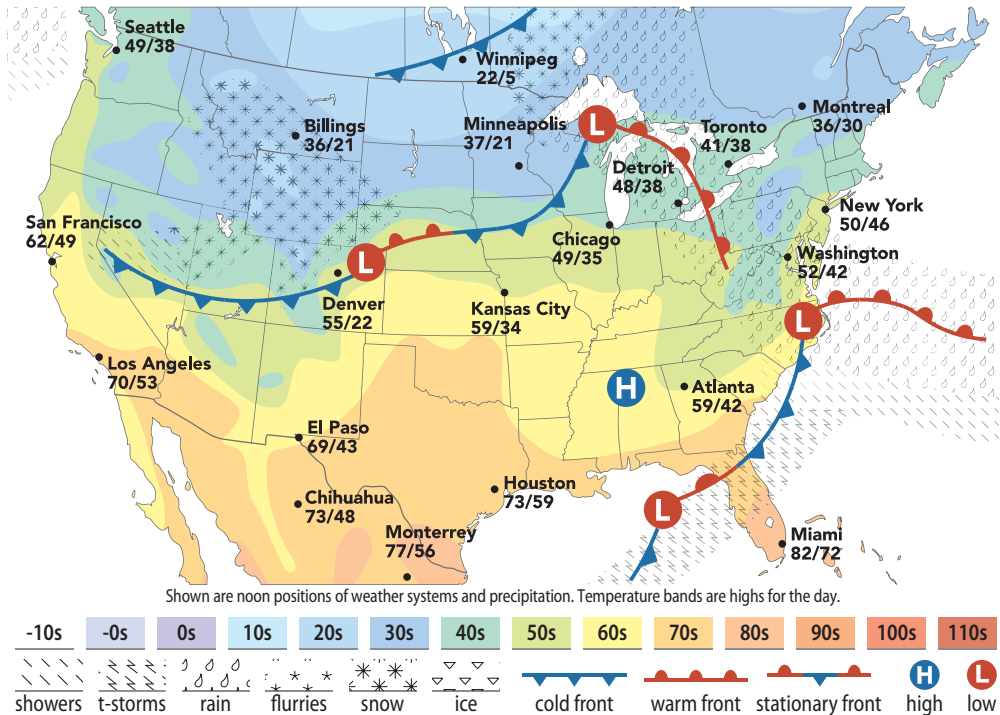 Seattle
49/38
Winnipeg
22/5
Billings
36/21
Minneapolis
37/21
Montreal
36/30
Toronto
41/38
Detroit
48/38
L
San Francisco
62/49
New York
50/46
Chicago
49/35
Washington
52/42
L
Denver
55/22
Kansas City
59/34
L
Los Angeles
70/53
H
Atlanta
59/42
El Paso
69/43
Chihuahua
73/48
Houston
73/59
L
Monterrey
77/56
Miami
82/72
Shown are noon positions of weather systems and precipitation. Temperature bands are highs for the day.
-10s -0s 0s 10s 20s 30s 40s 50s 60s 70s 80s 90s 100s 110s
H L
showers t-storms rain flurries snow ice cold front warm front stationary front high low